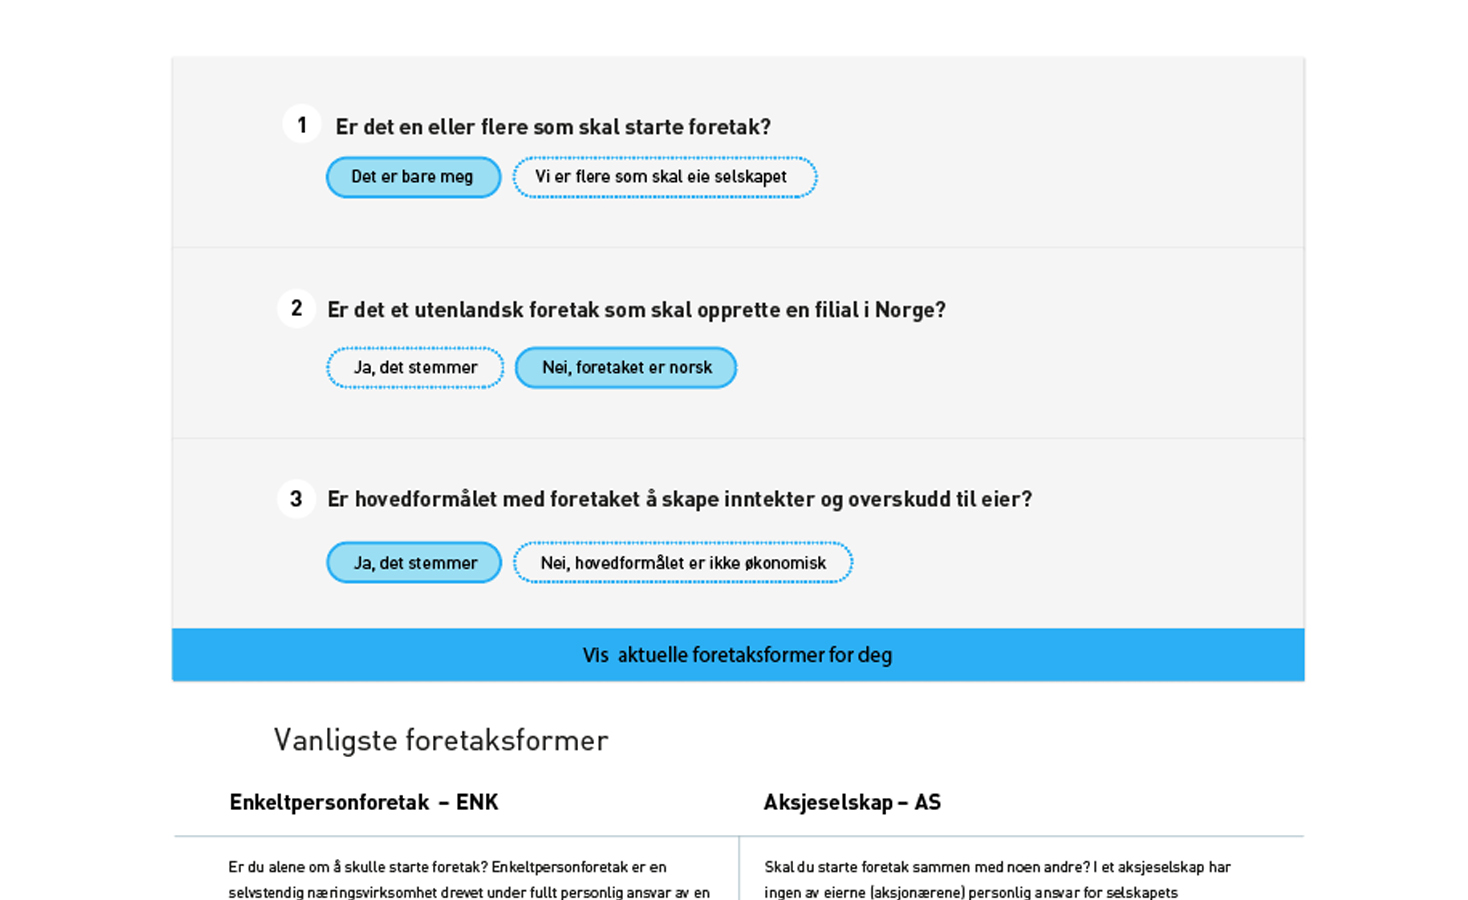 1 Er det en eller flere som skal starte foretak?
Det er bare meg Vi er flere som skal eie selskapet
2 Er det et utenlandsk foretak som skal opprette en filial i Norge?
Ja, det stemmer Nei, foretaket er norsk
3 Er hovedformålet med foretaket å skape inntekter og overskudd til eier?
Ja, det stemmer Nei, hovedformålet er ikke økonomisk
Vis aktuelle foretaksformer for deg
Vanligste foretaksformer
Enkeltpersonforetak – ENK
Er du alene om å skulle starte foretak? Enkeltpersonforetak er en
selvstendig næringsvirksomhet drevet under fullt personlig ansvar av en
Aksjeselskap – AS
Skal du starte foretak sammen med noen andre? I et aksjeselskap har
ingen av eierne (aksjonærene) personlig ansvar for selskapets